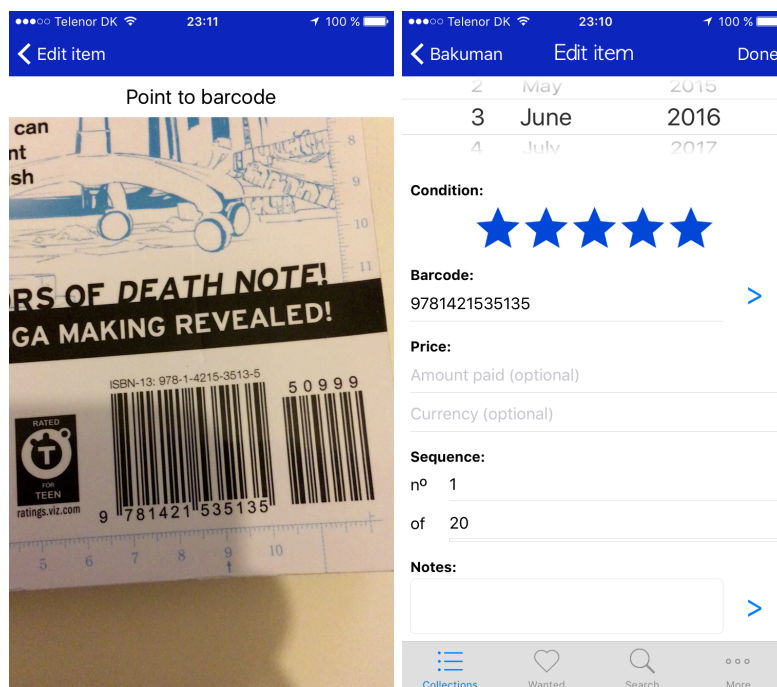 Telenor DK 23:11 100 %
Edit item
Point to barcode
can
nt
sh
8
9
10
11
RS OF DEATH NOTE!
GA MAKING REVEALED!
ISBN-13: 978-1-4215-3513-5
50999
RATED
T
FOR
TEEN
ratings.viz.com
9 781421 535135
5 6 7 8 9 10
Telenor DK 23:10 100 %
Bakuman Edit item Done
2 May 2015
3 June 2016
4 July 2017
Condition:
Barcode:
9781421535135
>
Price:
Amount paid (optional)
Currency (optional)
Sequence:
nº 1
of 20
Notes:
>
Collections Wanted Search More